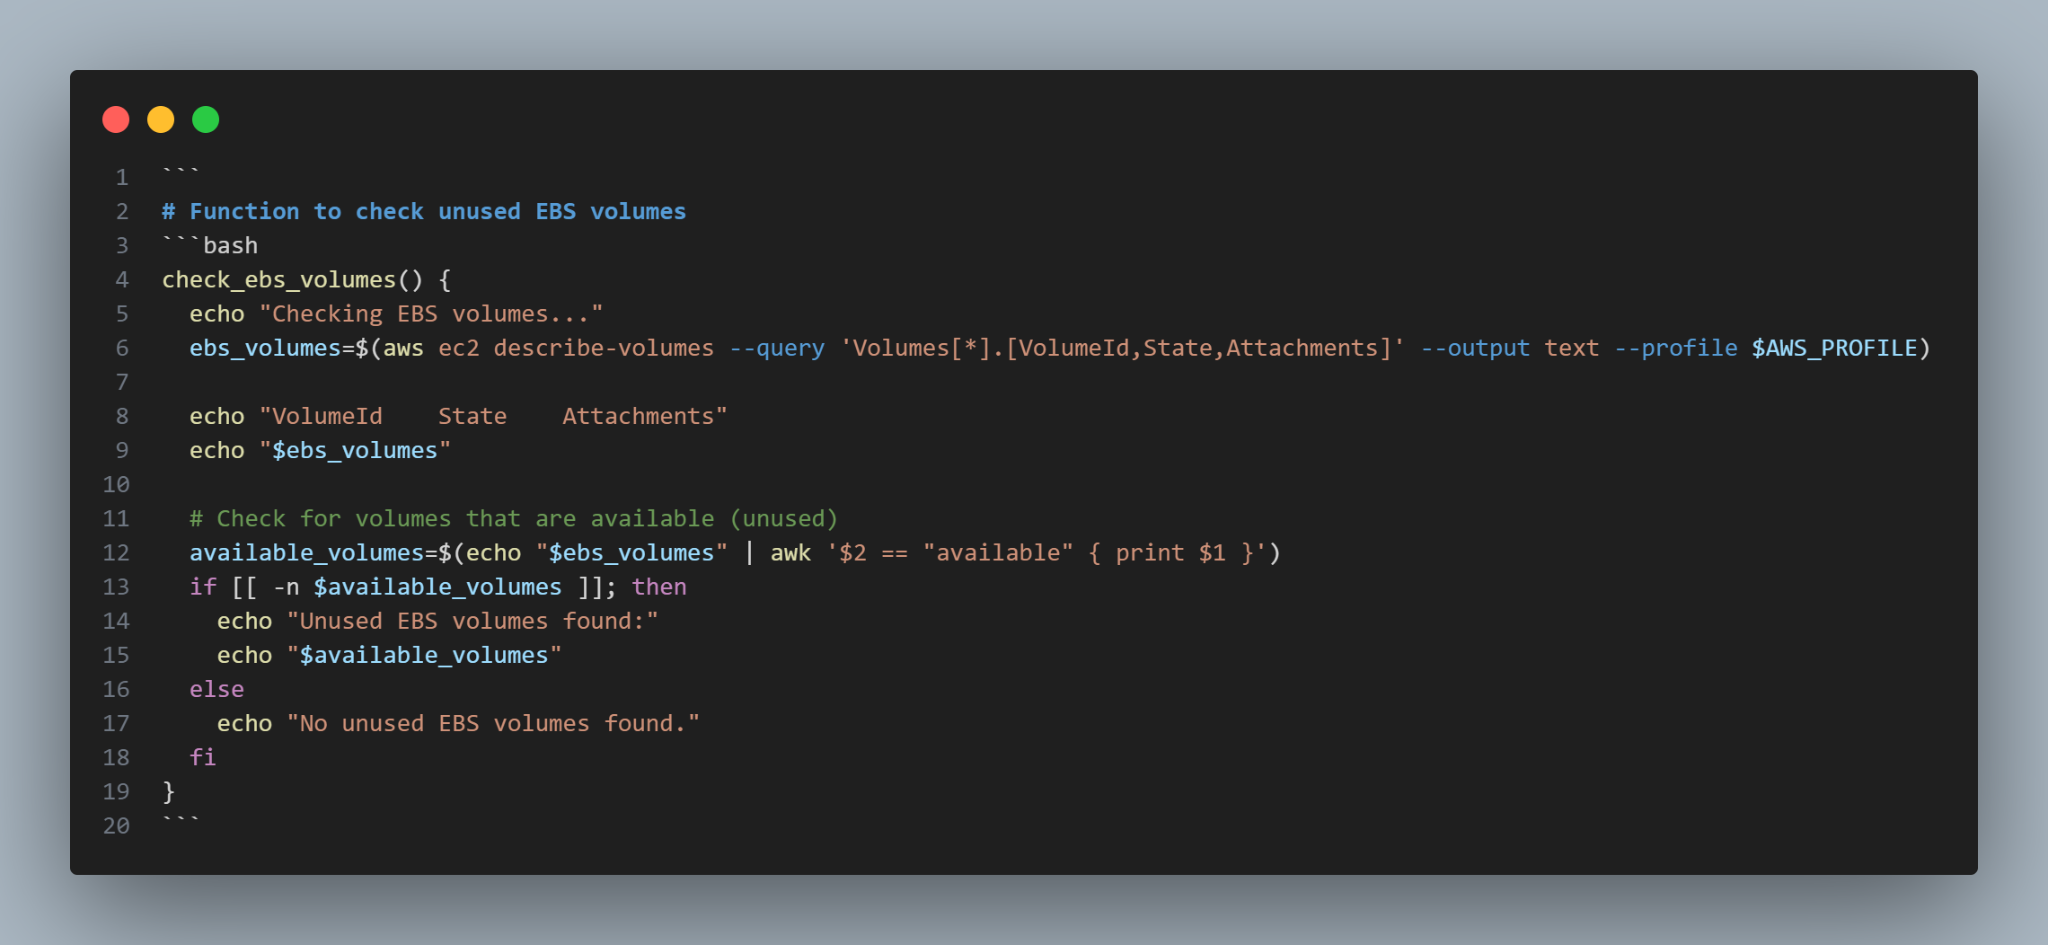 1 ```
2 # Function to check unused EBS volumes
3 ```bash
4 check_ebs_volumes() {
5   echo "Checking EBS volumes..."
6   ebs_volumes=$(aws ec2 describe-volumes --query 'Volumes[*].[VolumeId,State,Attachments]' --output text --profile $AWS_PROFILE)
7
8   echo "VolumeId    State    Attachments"
9   echo "$ebs_volumes"
10
11   # Check for volumes that are available (unused)
12   available_volumes=$(echo "$ebs_volumes" | awk '$2 == "available" { print $1 }')
13   if [[ -n $available_volumes ]]; then
14     echo "Unused EBS volumes found:"
15     echo "$available_volumes"
16   else
17     echo "No unused EBS volumes found."
18   fi
19 }
20 ```